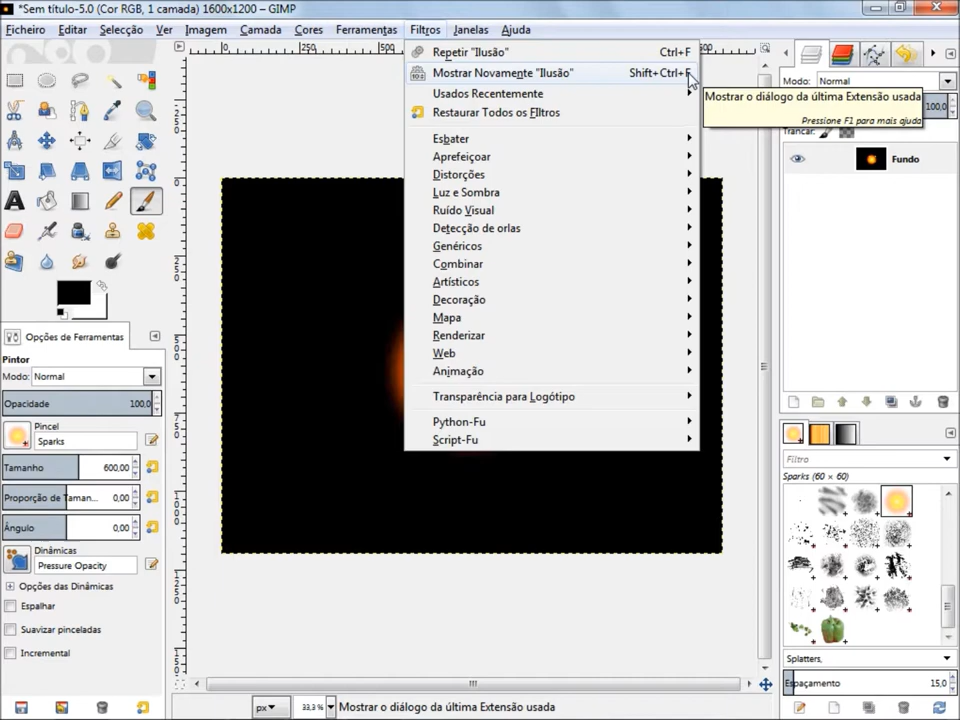 *Sem título-5.0 (Cor RGB, 1 camada) 1600x1200 – GIMP
Ficheiro Editar Selecção Ver Imagem Camada Cores Ferramentas Filtros Janelas Ajuda
Repetir "Ilusão" Ctrl+F
Mostrar Novamente "Ilusão" Shift+Ctrl+F
Usados Recentemente
Restaurar Todos os FIltros
Esbater
Aprefeiçoar
Distorções
Luz e Sombra
Ruído Visual
Detecção de orlas
Genéricos
Combinar
Artísticos
Decoração
Mapa
Renderizar
Web
Animação
Transparência para Logótipo
Python-Fu
Script-Fu
Mostrar o diálogo da última Extensão usada
Pressione F1 para mais ajuda
0 250 500
Opções de Ferramentas
Pintor
Modo: Normal
Opacidade 100,0
Pincel
Sparks
Tamanho 600,00
Proporção de Taman... 0,00
Ângulo 0,00
Dinâmicas
Pressure Opacity
Opções das Dinâmicas
Espalhar
Suavizar pinceladas
Incremental
Modo: Normal
100,0
Trancar:
Fundo
Filtro
Sparks (60 × 60)
Splatters,
Espaçamento 15,0
px 33,3 % Mostrar o diálogo da última Extensão usada